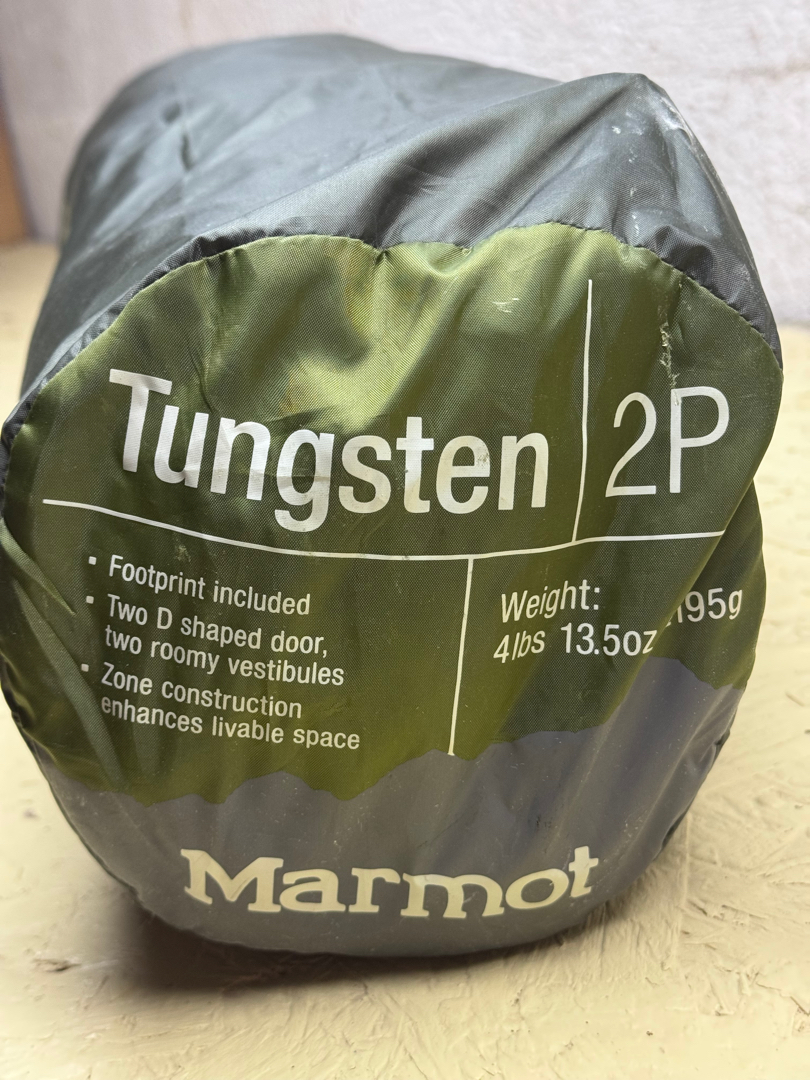 Tungsten 2P
▪ Footprint included
▪ Two D shaped door,
two roomy vestibules
▪ Zone construction
enhances livable space
Weight:
4lbs 13.5oz
Marmot